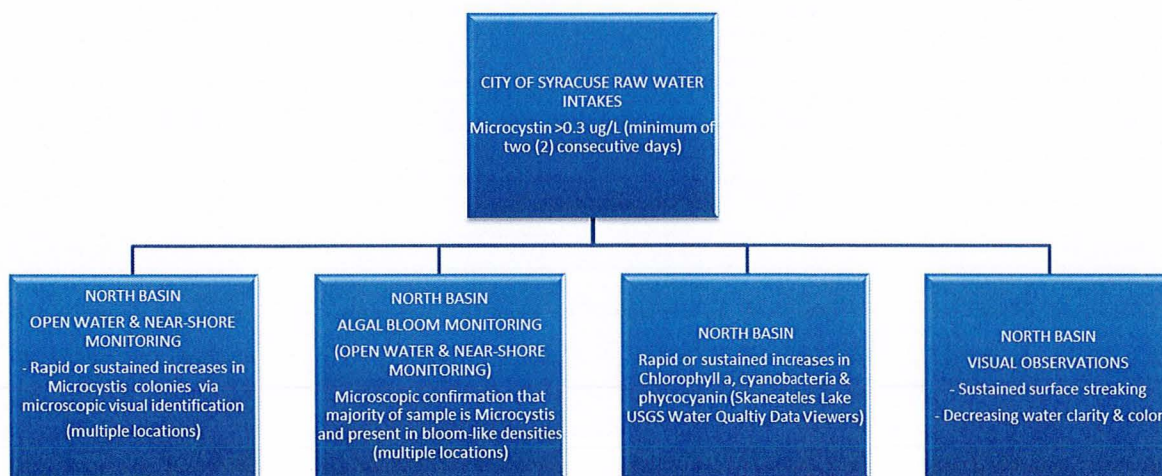 CITY OF SYRACUSE RAW WATER
INTAKES
Microcystin >0.3 ug/L (minimum of
two (2) consecutive days)
NORTH BASIN
OPEN WATER & NEAR-SHORE
MONITORING
- Rapid or sustained increases in
Microcystis colonies via
microscopic visual identification
(multiple locations)
NORTH BASIN
ALGAL BLOOM MONITORING
(OPEN WATER & NEAR-SHORE
MONITORING)
Microscopic confirmation that
majority of sample is Microcystis
and present in bloom-like densities
(multiple locations)
NORTH BASIN
Rapid or sustained increases in
Chlorophyll a, cyanobacteria &
phycocyanin (Skaneateles Lake
USGS Water Qualtiy Data Viewers)
NORTH BASIN
VISUAL OBSERVATIONS
- Sustained surface streaking
- Decreasing water clarity & color